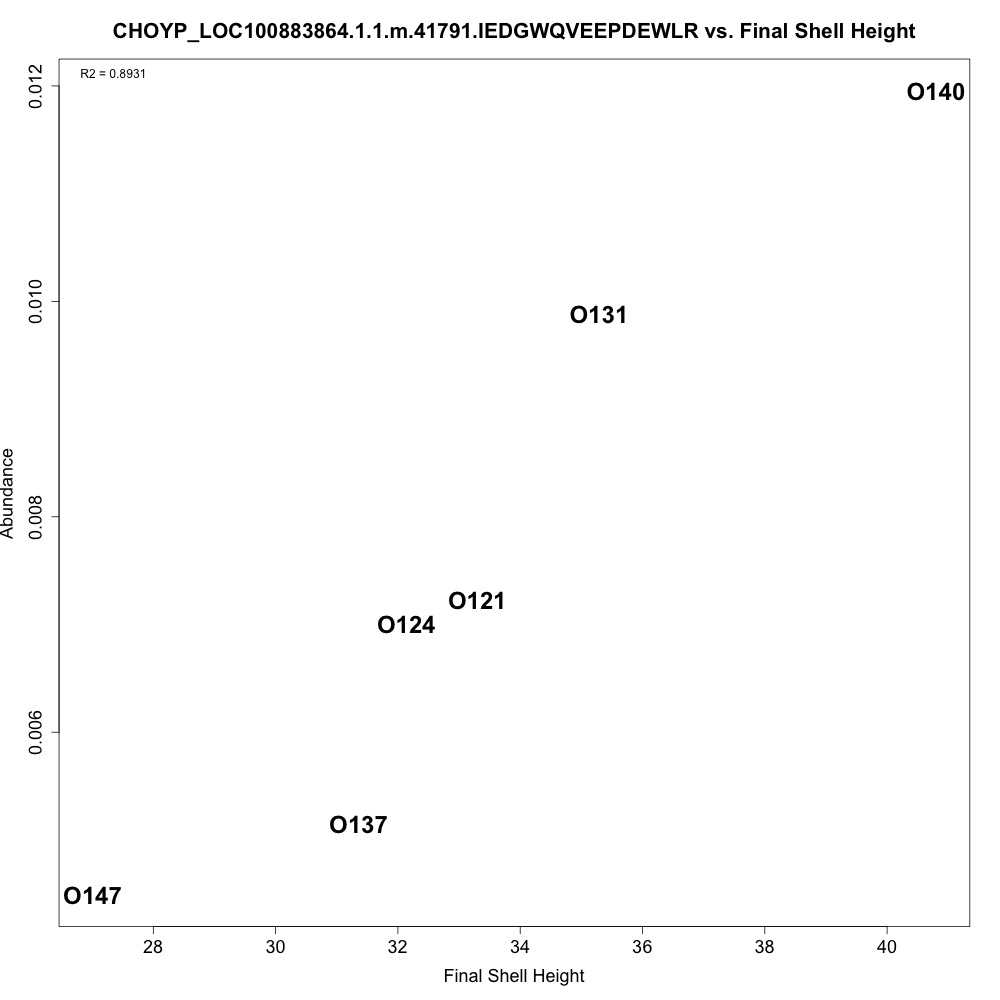 CHOYP_LOC100883864.1.1.m.41791.IEDGWQVEEPDEWLR vs. Final Shell Height
R2 = 0.8931
0.012
0.010
0.008
0.006
Abundance
O140
O131
O121
O124
O137
O147
28 30 32 34 36 38 40
Final Shell Height